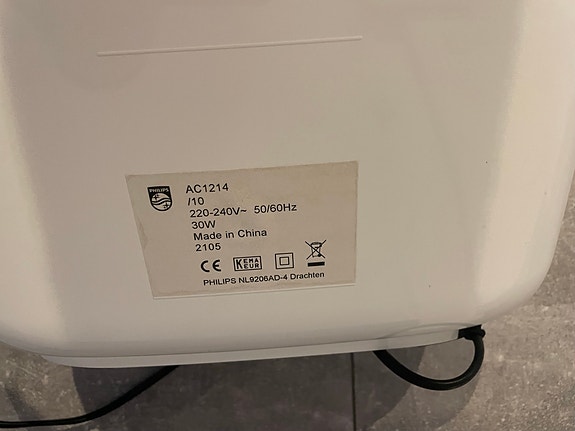 PHILIPS
AC1214
/10
220-240V~ 50/60Hz
30W
Made in China
2105
CE KEMA KEUR
PHILIPS NL9206AD-4 Drachten